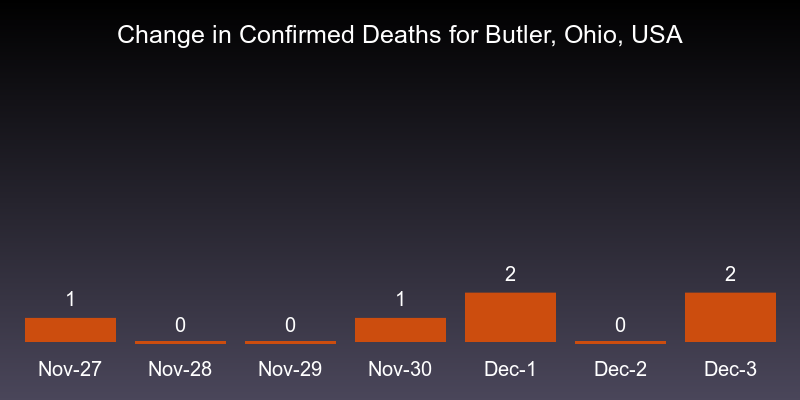 Change in Confirmed Deaths for Butler, Ohio, USA
1 0 0 1 2 0 2
Nov-27 Nov-28 Nov-29 Nov-30 Dec-1 Dec-2 Dec-3